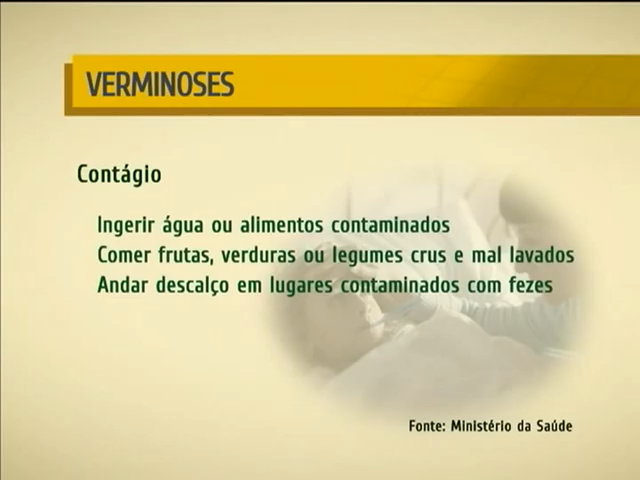 VERMINOSES
Contágio
Ingerir água ou alimentos contaminados
Comer frutas, verduras ou legumes crus e mal lavados
Andar descalço em lugares contaminados com fezes
Fonte: Ministério da Saúde